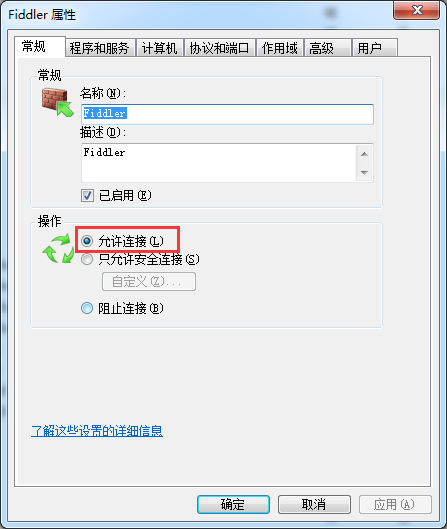 Fiddler 属性
常规 程序和服务 计算机 协议和端口 作用域 高级 用户
常规
名称(N):
Fiddler
描述(D):
Fiddler
已启用(E)
操作
允许连接(L)
只允许安全连接(S)
自定义(Z)...
阻止连接(B)
了解这些设置的详细信息
确定 取消 应用(A)